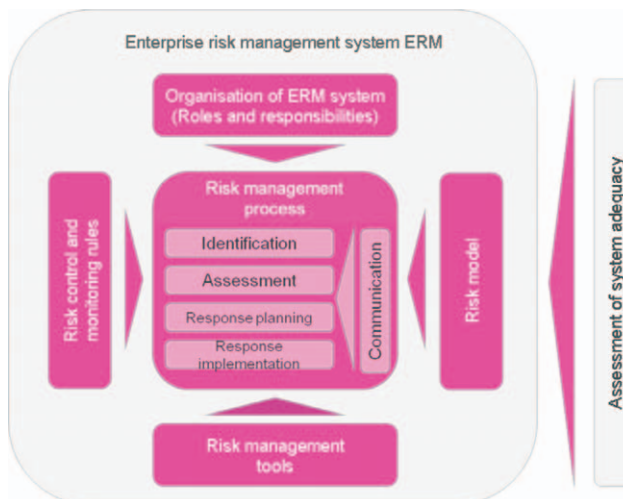 Enterprise risk management system ERM
Organisation of ERM system
(Roles and responsibilities)
Risk control and
monitoring rules
Risk management
process
Identification
Assessment
Response planning
Response
implementation
Communication
Risk model
Risk management
tools
Assessment of system adequacy